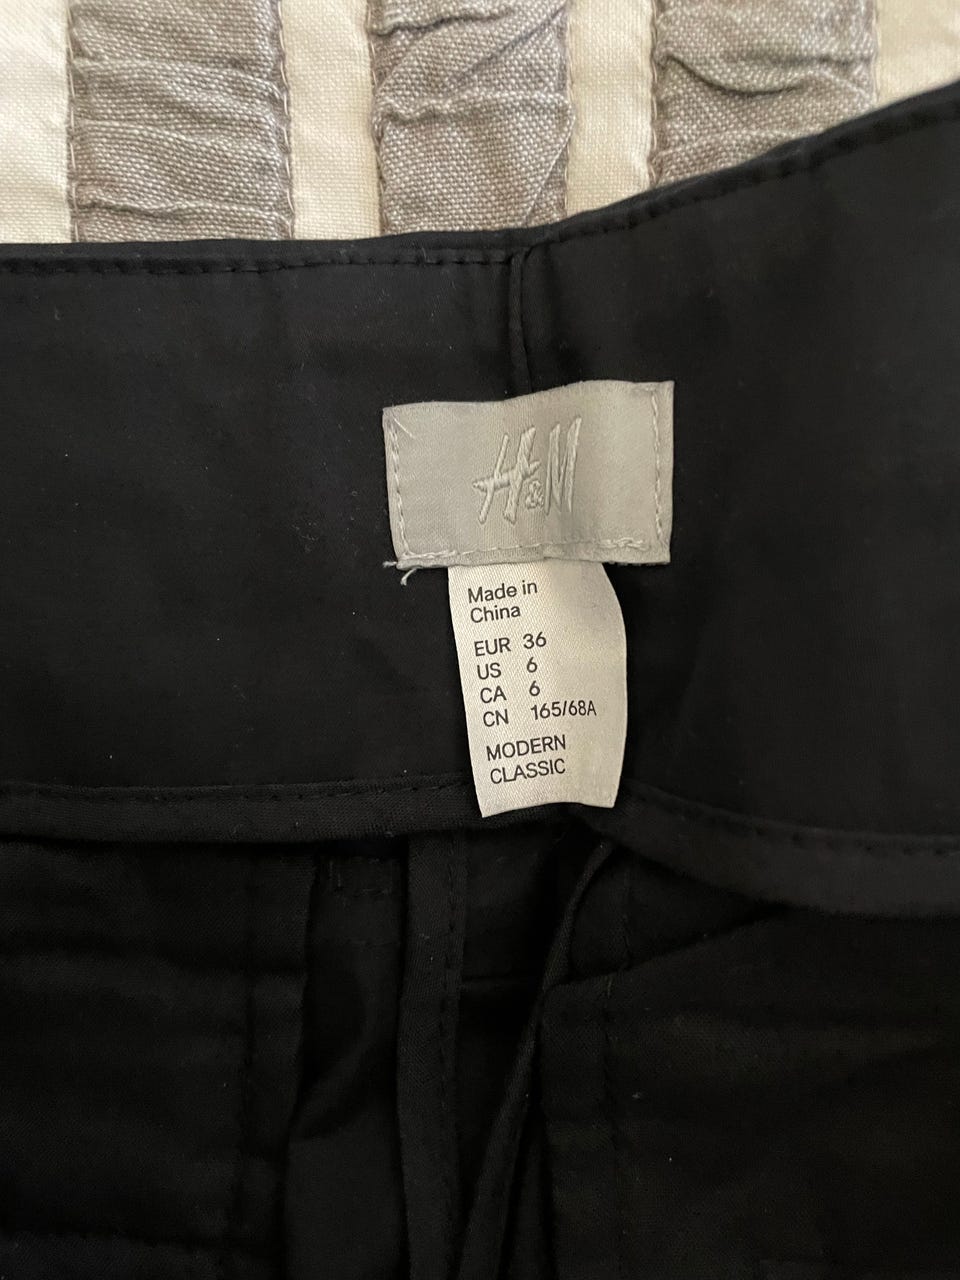 H&M
Made in
China
EUR 36
US 6
CA 6
CN 165/68A
MODERN
CLASSIC